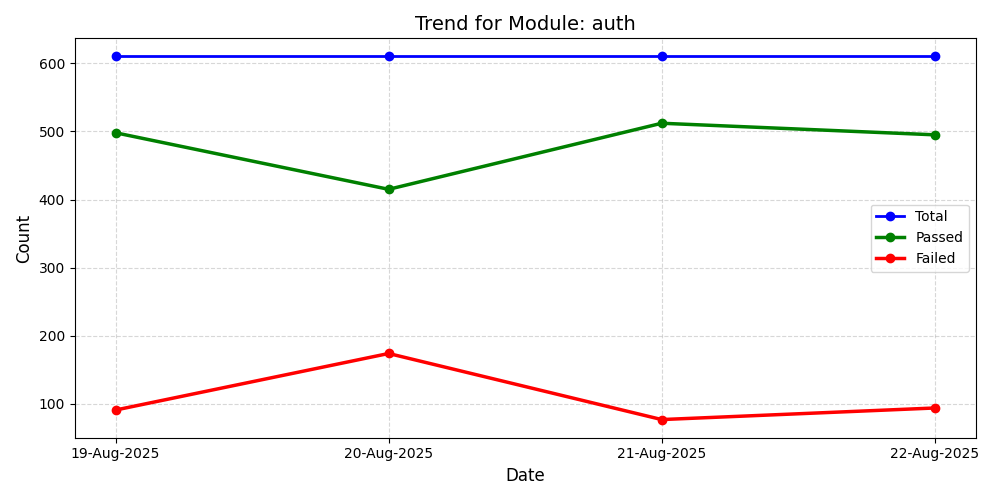 Trend for Module: auth
600
500
400
300
200
100
Count
Total
Passed
Failed
19-Aug-2025
20-Aug-2025
21-Aug-2025
22-Aug-2025
Date